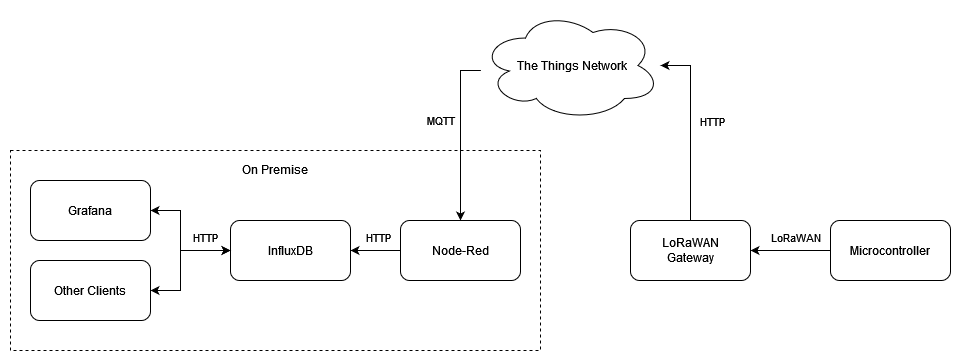 The Things Network
MQTT
HTTP
On Premise
Grafana
HTTP
InfluxDB
HTTP
Node-Red
Other Clients
LoRaWAN
Gateway
LoRaWAN
Microcontroller